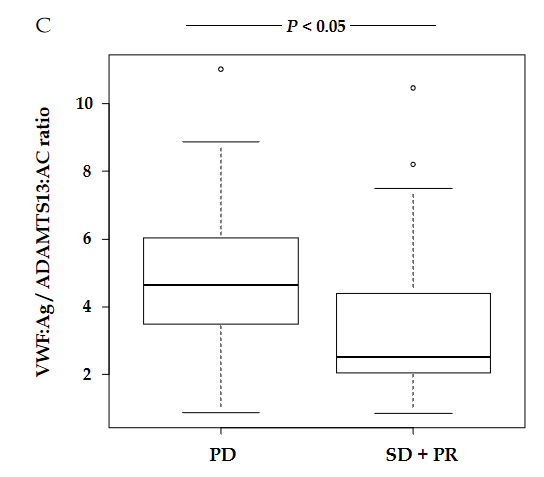 C
P < 0.05
VWF:Ag / ADAMTS13:AC ratio
10
8
6
4
2
PD
SD + PR